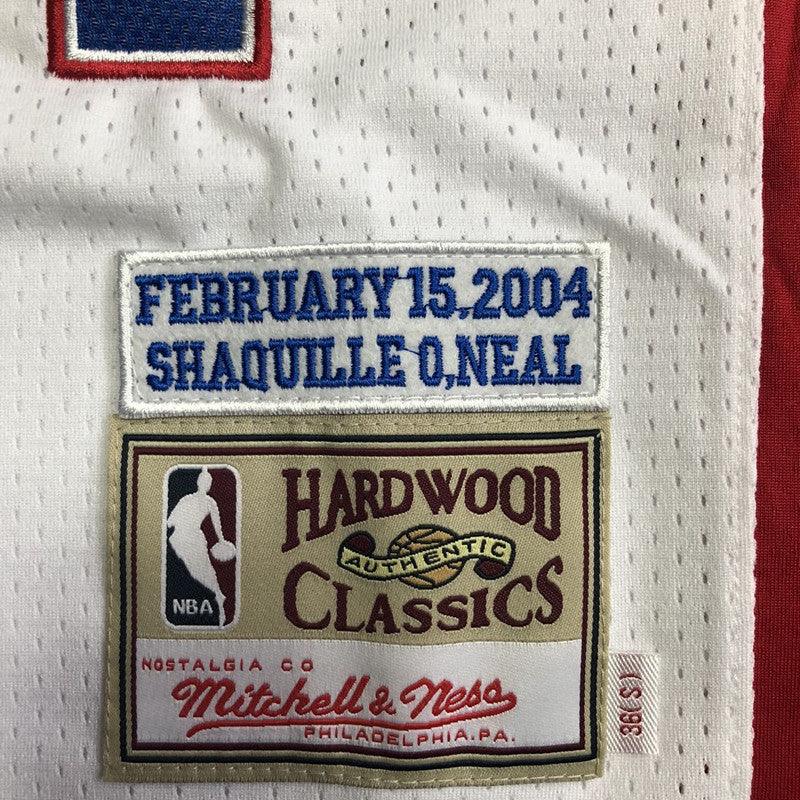 FEBRUARY 15,2004
SHAQUILLE O,NEAL
HARDWOOD
AUTHENTIC
CLASSICS
NBA
NOSTALGIA CO
Mitchell & Ness
PHILADELPHIA.PA.
36(S)